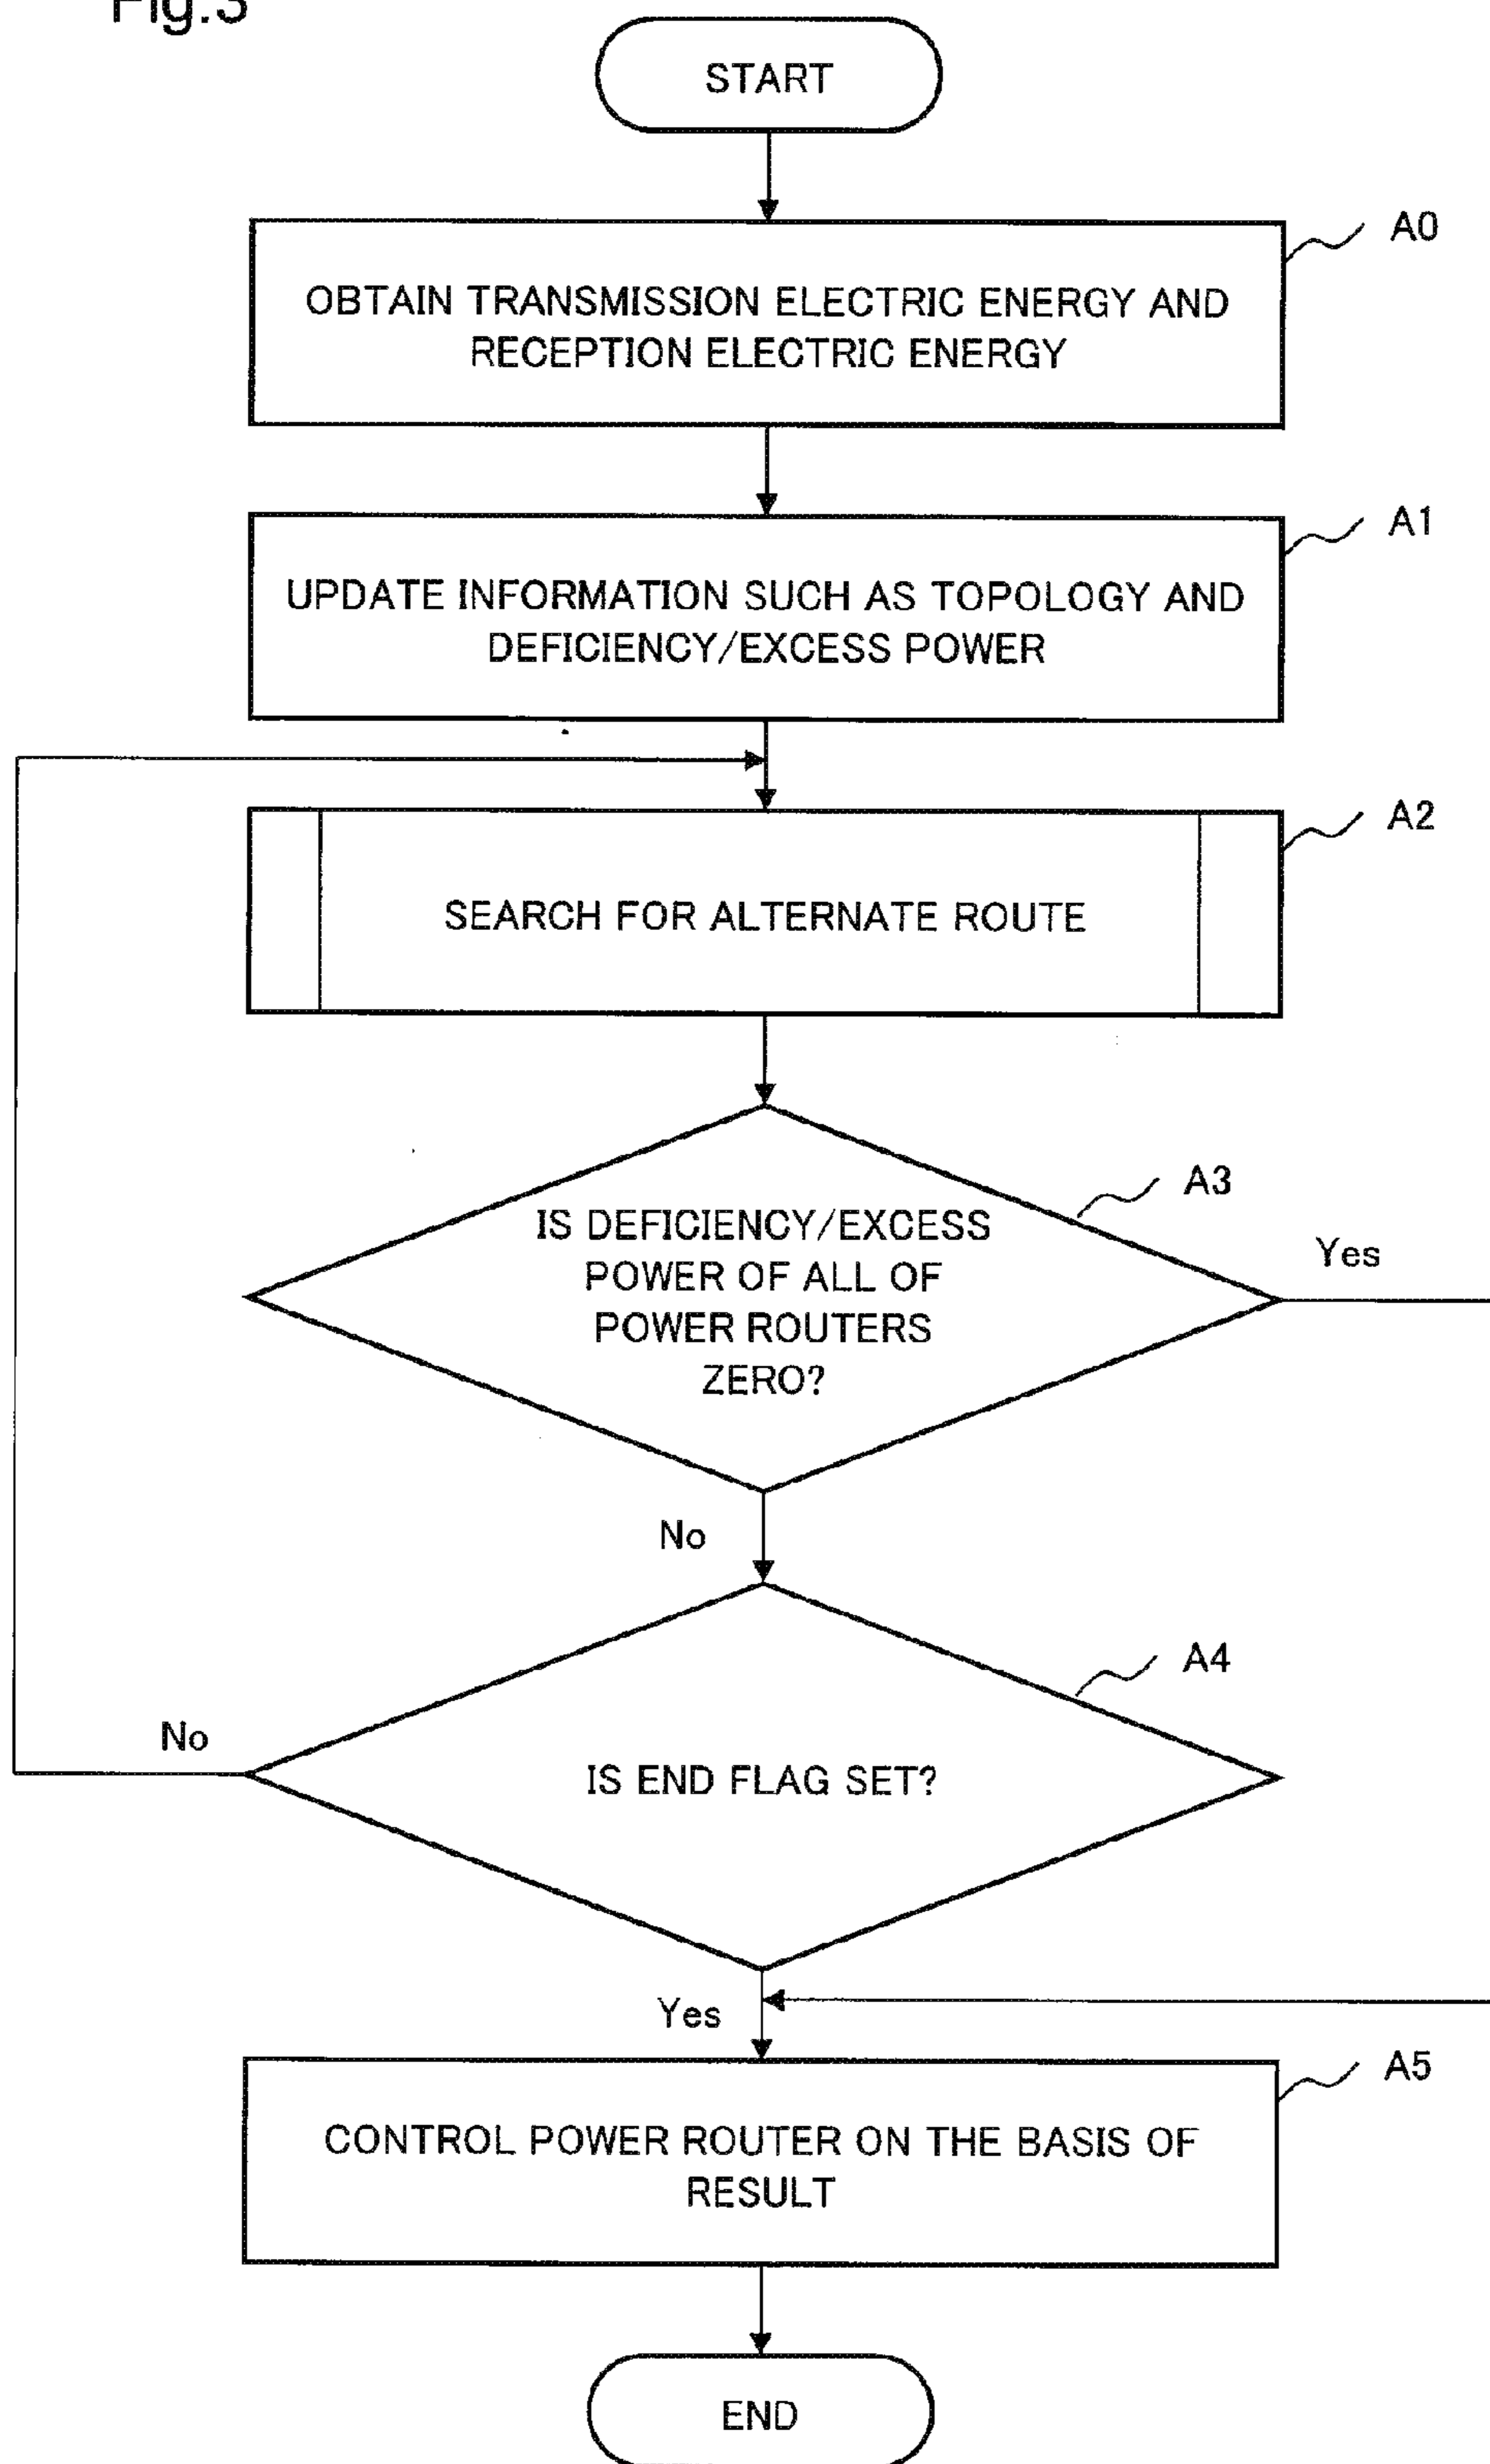 Fig.3
START
A0
OBTAIN TRANSMISSION ELECTRIC ENERGY AND
RECEPTION ELECTRIC ENERGY
A1
UPDATE INFORMATION SUCH AS TOPOLOGY AND
DEFICIENCY/EXCESS POWER
A2
SEARCH FOR ALTERNATE ROUTE
A3
IS DEFICIENCY/EXCESS
POWER OF ALL OF
POWER ROUTERS
ZERO?
Yes
No
A4
IS END FLAG SET?
No
Yes
A5
CONTROL POWER ROUTER ON THE BASIS OF
RESULT
END